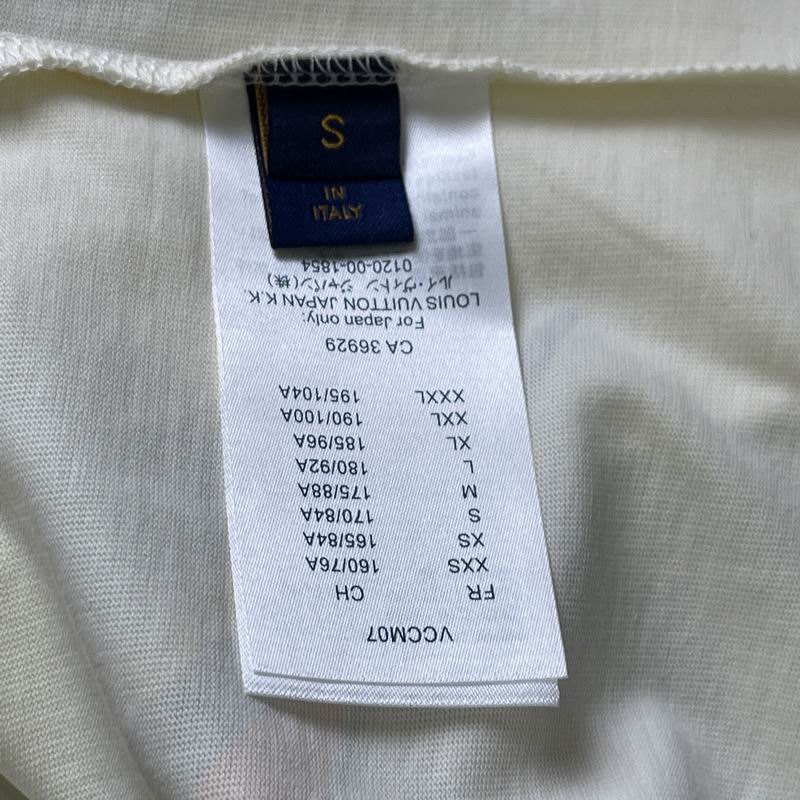 S
IN
ITALY
VCCM07
FR CH
XXS 160/76A
XS 165/84A
S 170/84A
M 175/88A
L 180/92A
XL 185/96A
XXL 190/100A
XXXL 195/104A
CA 36929
For Japan only:
LOUIS VUITTON JAPAN K.K.
ルイ・ヴィトン ジャパン(株)
0120-00-1854